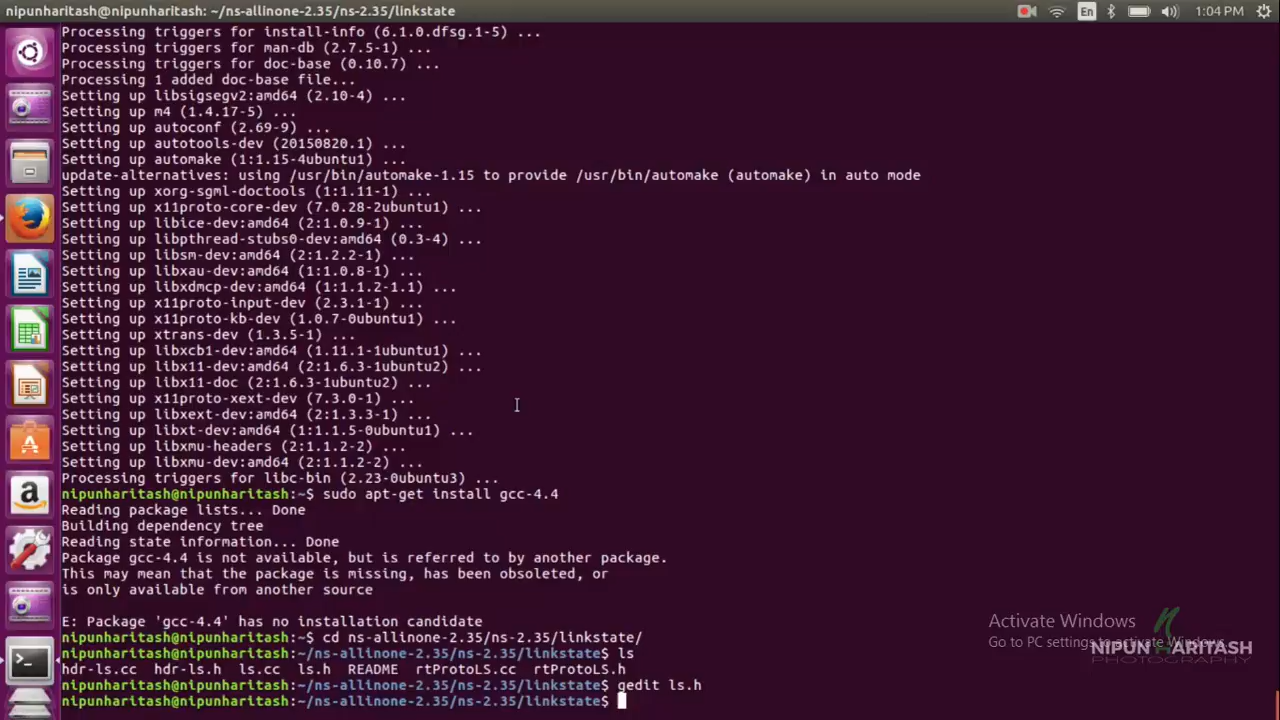 nipunharitash@nipunharitash: ~/ns-allinone-2.35/ns-2.35/linkstate
En
1:04 PM
Processing triggers for install-info (6.1.0.dfsg.1-5) ...
Processing triggers for man-db (2.7.5-1) ...
Processing triggers for doc-base (0.10.7) ...
Processing 1 added doc-base file...
Setting up libsigsegv2:amd64 (2.10-4) ...
Setting up m4 (1.4.17-5) ...
Setting up autoconf (2.69-9) ...
Setting up autotools-dev (20150820.1) ...
Setting up automake (1:1.15-4ubuntu1) ...
update-alternatives: using /usr/bin/automake-1.15 to provide /usr/bin/automake (automake) in auto mode
Setting up xorg-sgml-doctools (1:1.11-1) ...
Setting up x11proto-core-dev (7.0.28-2ubuntu1) ...
Setting up libice-dev:amd64 (2:1.0.9-1) ...
Setting up libpthread-stubs0-dev:amd64 (0.3-4) ...
Setting up libsm-dev:amd64 (2:1.2.2-1) ...
Setting up libxau-dev:amd64 (1:1.0.8-1) ...
Setting up libxdmcp-dev:amd64 (1:1.1.2-1.1) ...
Setting up x11proto-input-dev (2.3.1-1) ...
Setting up x11proto-kb-dev (1.0.7-0ubuntu1) ...
Setting up xtrans-dev (1.3.5-1) ...
Setting up libxcb1-dev:amd64 (1.11.1-1ubuntu1) ...
Setting up libx11-dev:amd64 (2:1.6.3-1ubuntu2) ...
Setting up libx11-doc (2:1.6.3-1ubuntu2) ...
Setting up x11proto-xext-dev (7.3.0-1) ...
Setting up libxext-dev:amd64 (2:1.3.3-1) ...
Setting up libxt-dev:amd64 (1:1.1.5-0ubuntu1) ...
Setting up libxmu-headers (2:1.1.2-2) ...
Setting up libxmu-dev:amd64 (2:1.1.2-2) ...
Processing triggers for libc-bin (2.23-0ubuntu3) ...
nipunharitash@nipunharitash:~$ sudo apt-get install gcc-4.4
Reading package lists... Done
Building dependency tree
Reading state information... Done
Package gcc-4.4 is not available, but is referred to by another package.
This may mean that the package is missing, has been obsoleted, or
is only available from another source
E: Package 'gcc-4.4' has no installation candidate
nipunharitash@nipunharitash:~$ cd ns-allinone-2.35/ns-2.35/linkstate/
nipunharitash@nipunharitash:~/ns-allinone-2.35/ns-2.35/linkstate$ ls
hdr-ls.cc  hdr-ls.h  ls.cc  ls.h  README  rtProtoLS.cc  rtProtoLS.h
nipunharitash@nipunharitash:~/ns-allinone-2.35/ns-2.35/linkstate$ gedit ls.h
nipunharitash@nipunharitash:~/ns-allinone-2.35/ns-2.35/linkstate$
Activate Windows
Go to PC settings to activate Windows.
NIPUN HARITASH
PHOTOGRAPHY